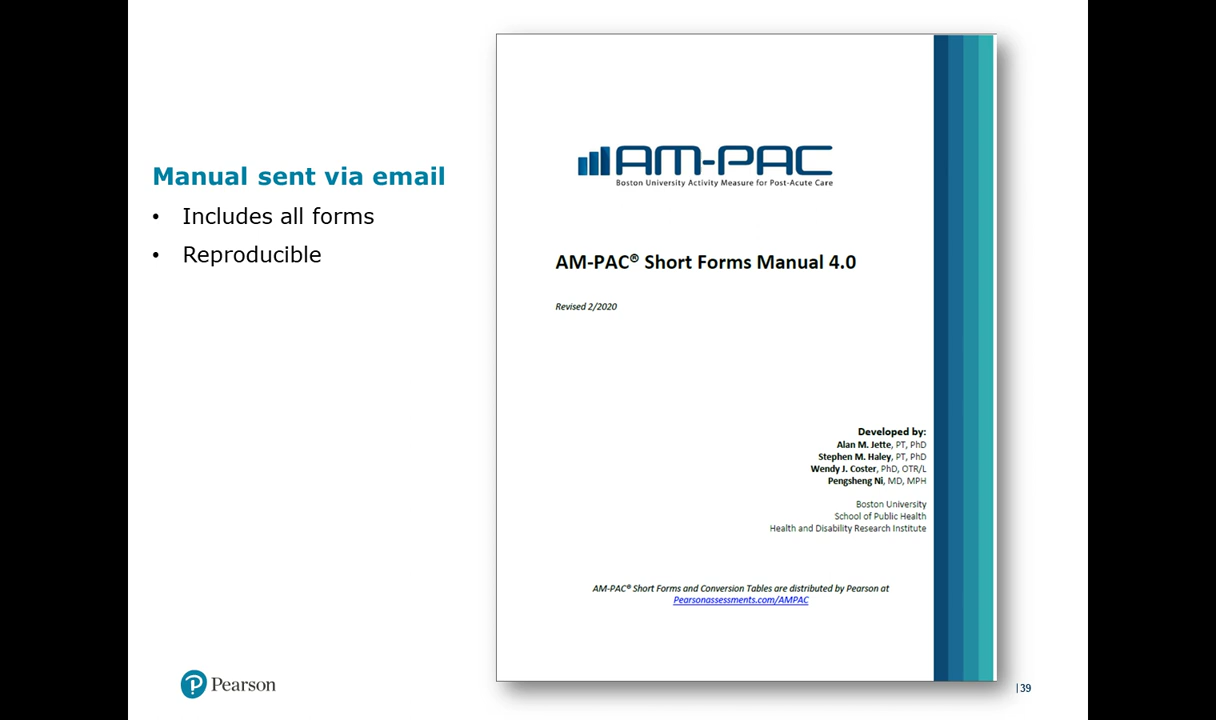 Manual sent via email
• Includes all forms
• Reproducible
AM-PAC
Boston University Activity Measure for Post-Acute Care
AM-PAC® Short Forms Manual 4.0
Revised 2/2020
Developed by:
Alan M. Jette, PT, PhD
Stephen M. Haley, PT, PhD
Wendy J. Coster, PhD, OTR/L
Pengsheng Ni, MD, MPH
Boston University
School of Public Health
Health and Disability Research Institute
AM-PAC® Short Forms and Conversion Tables are distributed by Pearson at
Pearsonassessments.com/AMPAC
Pearson
| 39